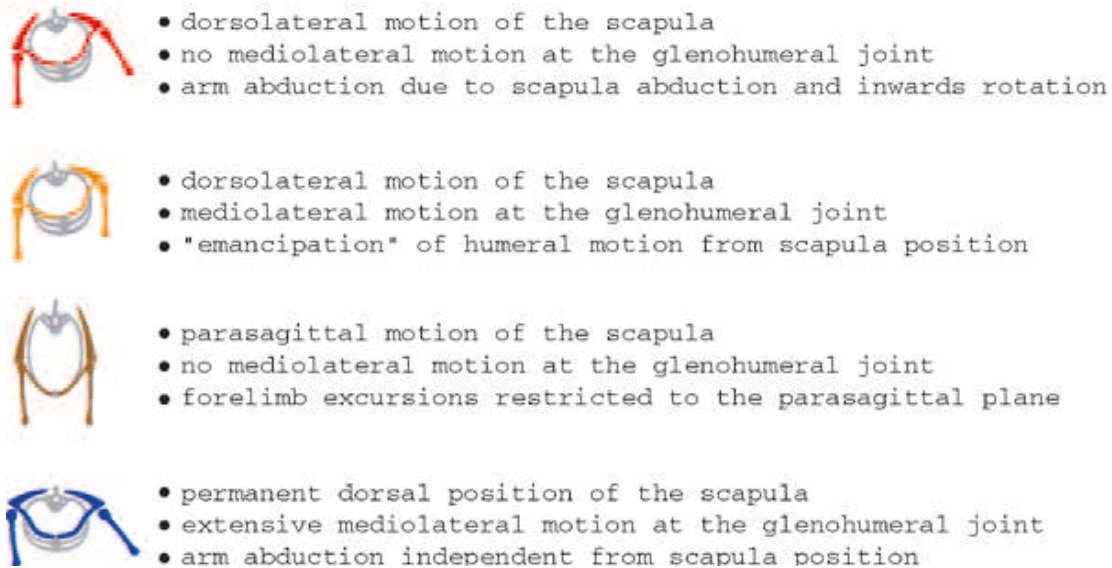 • dorsolateral motion of the scapula
• no mediolateral motion at the glenohumeral joint
• arm abduction due to scapula abduction and inwards rotation
• dorsolateral motion of the scapula
• mediolateral motion at the glenohumeral joint
• "emancipation" of humeral motion from scapula position
• parasagittal motion of the scapula
• no mediolateral motion at the glenohumeral joint
• forelimb excursions restricted to the parasagittal plane
• permanent dorsal position of the scapula
• extensive mediolateral motion at the glenohumeral joint
• arm abduction independent from scapula position